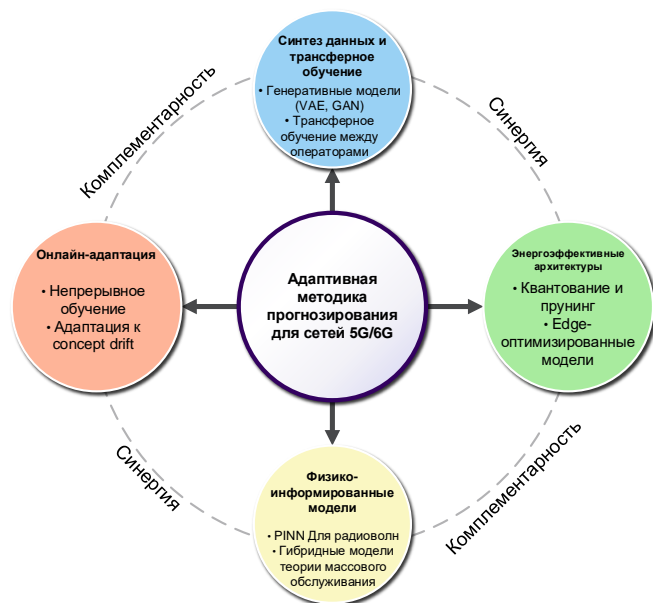 Синтез данных и
трансферное
обучение
• Генеративные модели
(VAE, GAN)
• Трансферное
обучение между
операторами
Комплементарность
Синергия
Онлайн-адаптация
• Непрерывное
обучение
• Адаптация к
concept drift
Адаптивная
методика
прогнозирования
для сетей 5G/6G
Энергоэффективные
архитектуры
• Квантование и
прунинг
• Edge-
оптимизированные
модели
Синергия
Комплементарность
Физико-
информированные
модели
• PINN Для радиоволн
• Гибридные модели
теории массового
обслуживания